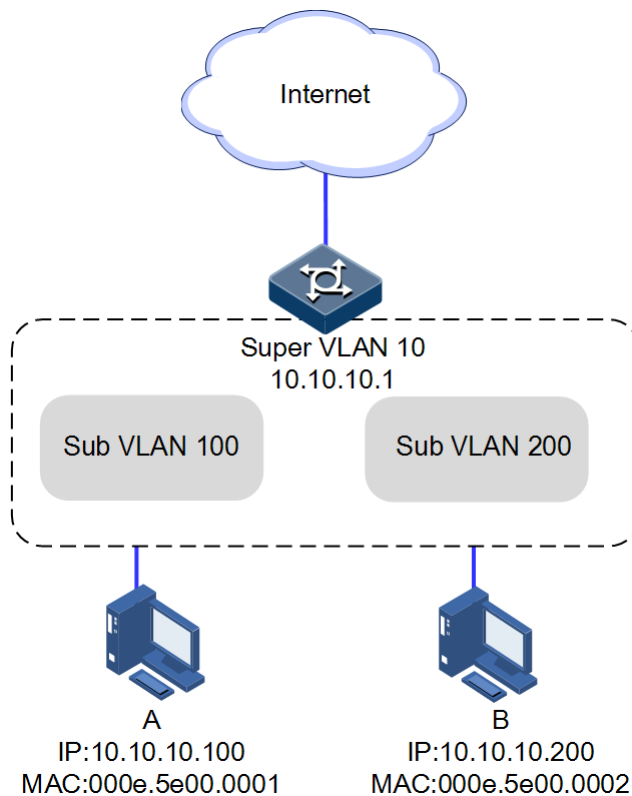 Internet
Super VLAN 10
10.10.10.1
Sub VLAN 100
Sub VLAN 200
A
IP:10.10.10.100
MAC:000e.5e00.0001
B
IP:10.10.10.200
MAC:000e.5e00.0002